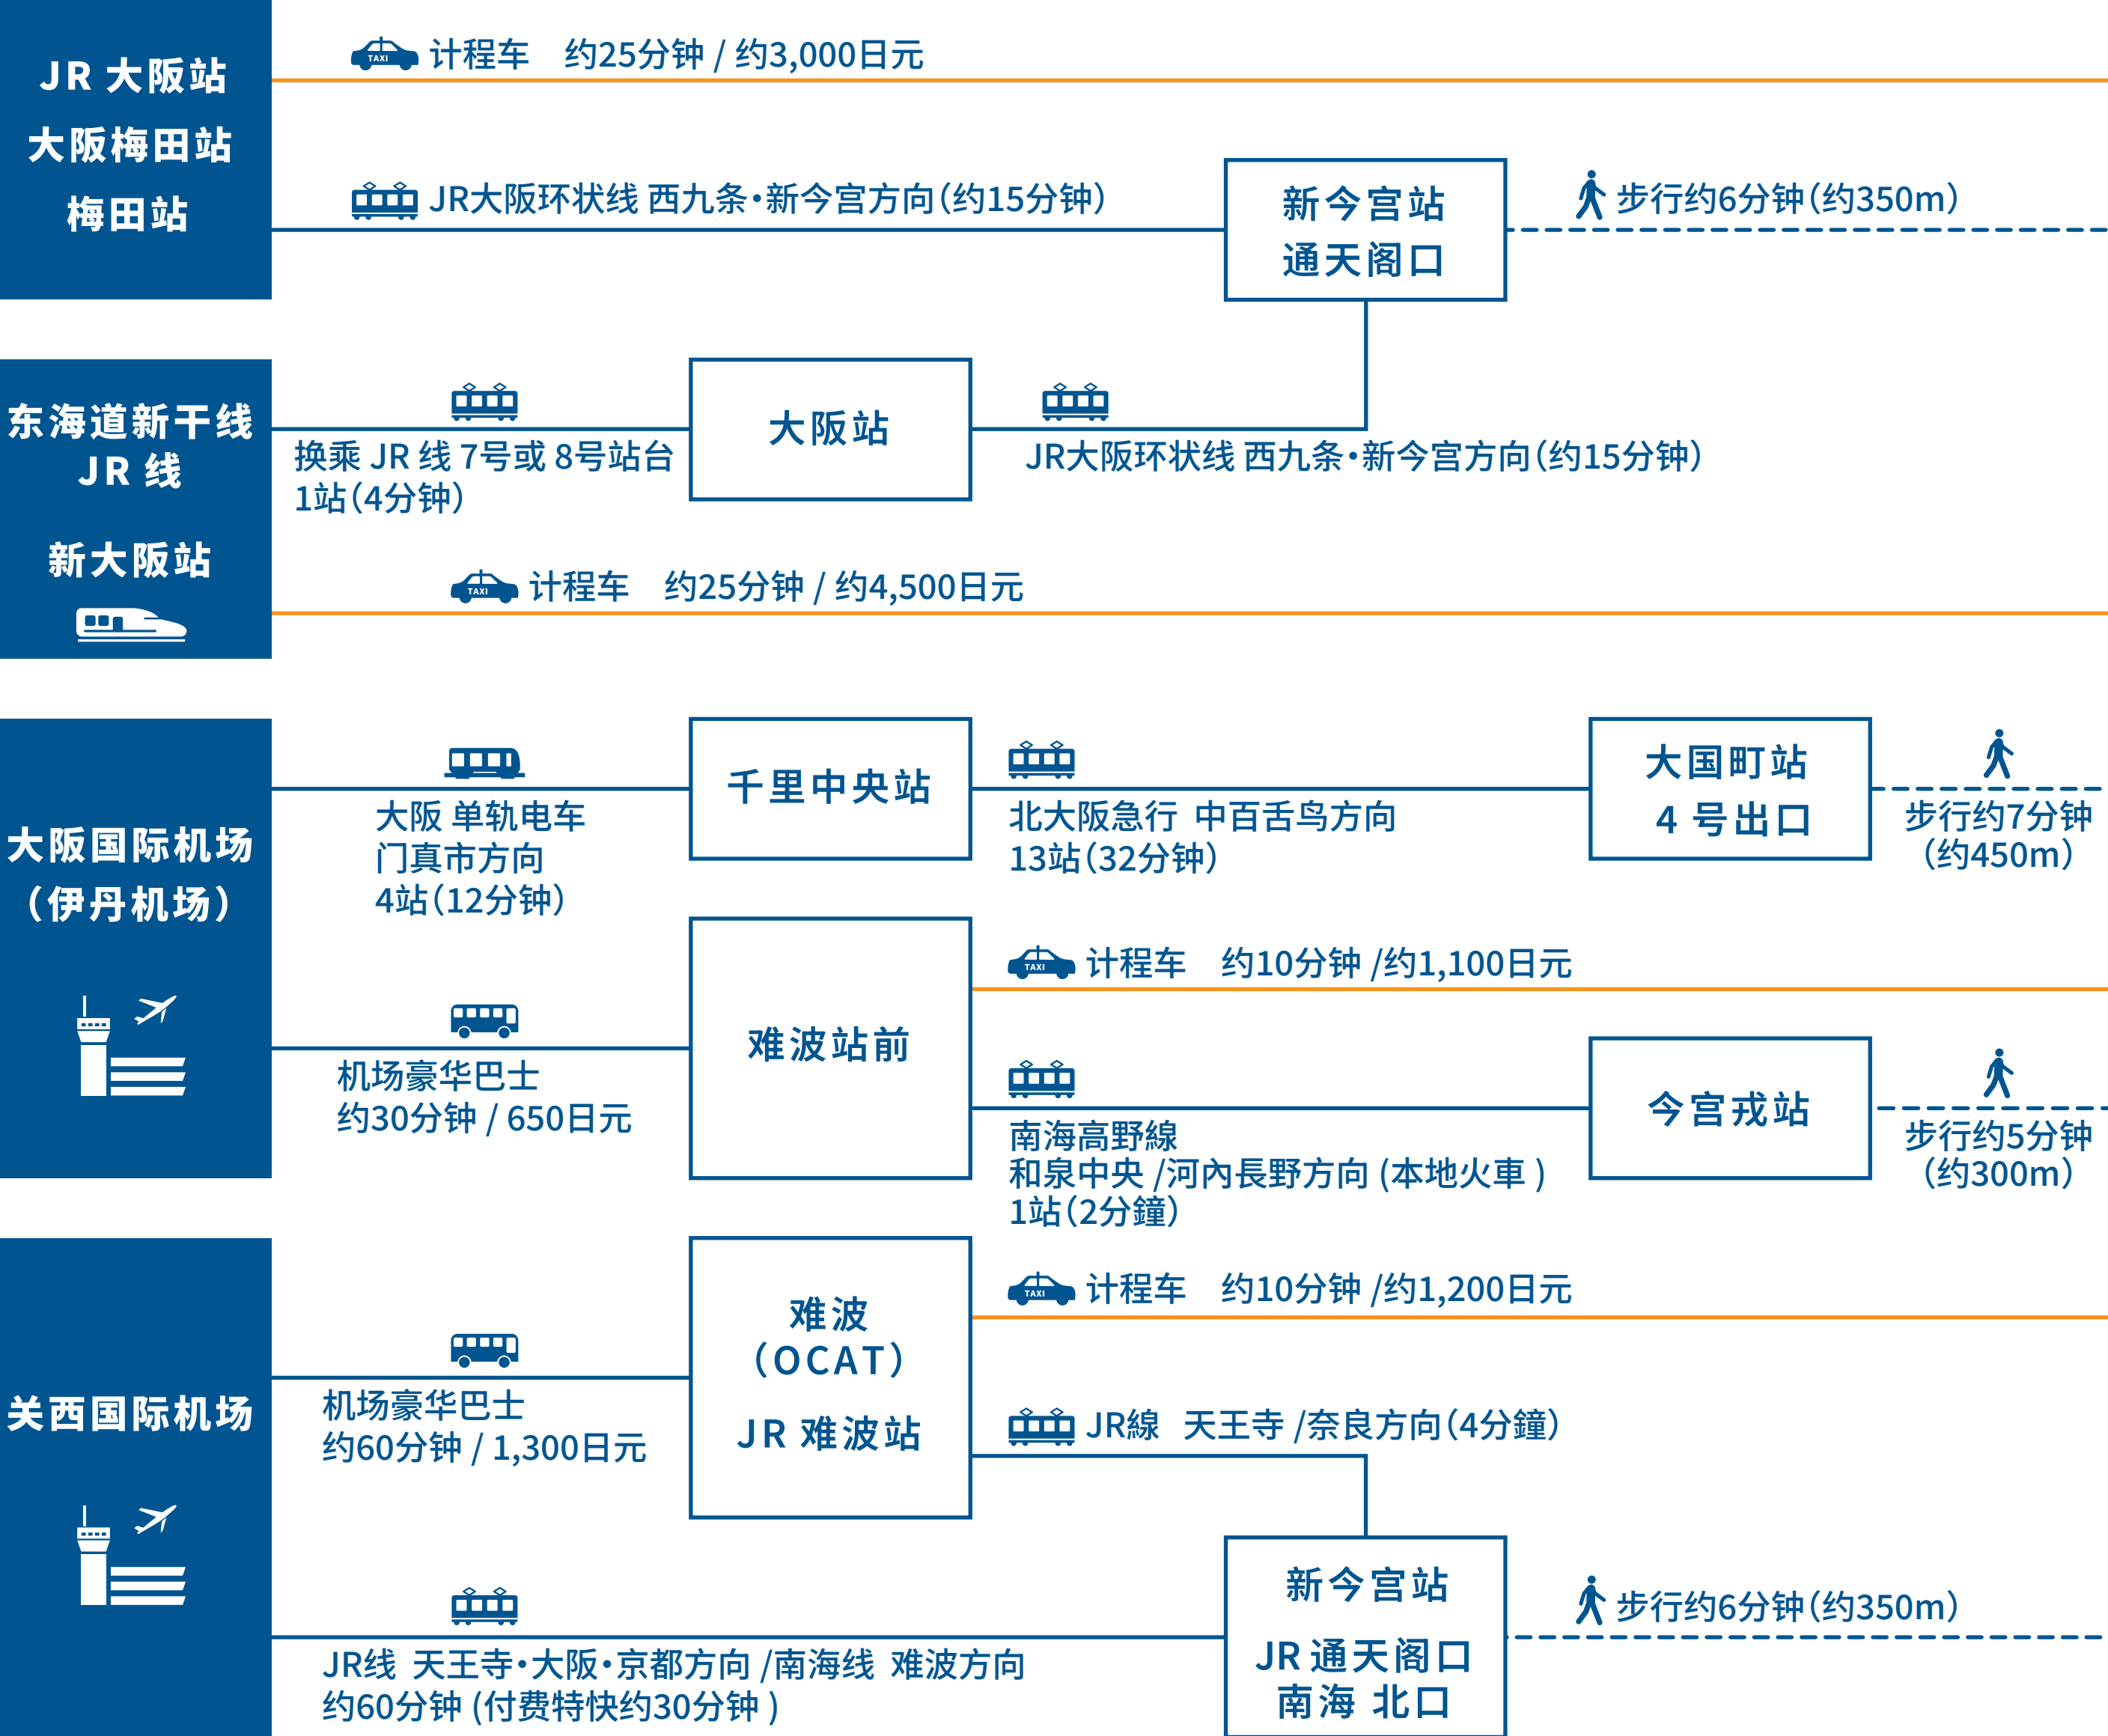 JR 大阪站
大阪梅田站
梅田站
TAXI
计程车 约25分钟 / 约3,000日元
JR大阪环状线 西九条・新今宫方向(约15分钟)
新今宫站
通天阁口
步行约6分钟(约350m)
东海道新干线
JR 线
新大阪站
换乘 JR 线 7号或 8号站台
1站(4分钟)
大阪站
JR大阪环状线 西九条・新今宫方向(约15分钟)
TAXI
计程车 约25分钟 / 约4,500日元
大阪国际机场
(伊丹机场)
大阪 单轨电车
门真市方向
4站(12分钟)
千里中央站
北大阪急行 中百舌鸟方向
13站(32分钟)
大国町站
4 号出口
步行约7分钟
(约450m)
机场豪华巴士
约30分钟 / 650日元
难波站前
TAXI
计程车 约10分钟 /约1,100日元
南海高野線
和泉中央 /河內長野方向 (本地火車 )
1站(2分鐘)
今宫戎站
步行约5分钟
(约300m)
关西国际机场
机场豪华巴士
约60分钟 / 1,300日元
难波
(OCAT)
JR 难波站
TAXI
计程车 约10分钟 /约1,200日元
JR線 天王寺 /奈良方向(4分鐘)
JR线 天王寺・大阪・京都方向 /南海线 难波方向
约60分钟 (付费特快约30分钟 )
新今宫站
JR 通天阁口
南海 北口
步行约6分钟(约350m)